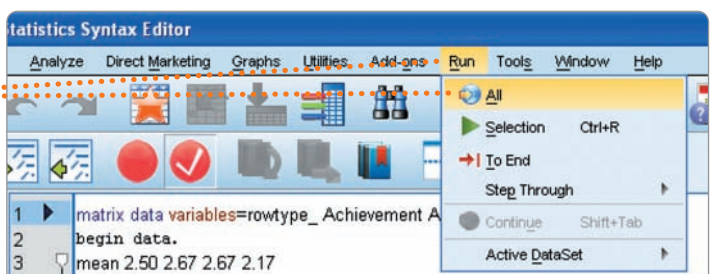 tatistics Syntax Editor
Analyze Direct Marketing Graphs Utilities Add-ons Run Tools Window Help
All
Selection Ctrl+R
To End
Step Through
Continue Shift+Tab
Active DataSet
1 matrix data variables=rowtype_ Achievement A
2 begin data.
3 mean 2.50 2.67 2.67 2.17